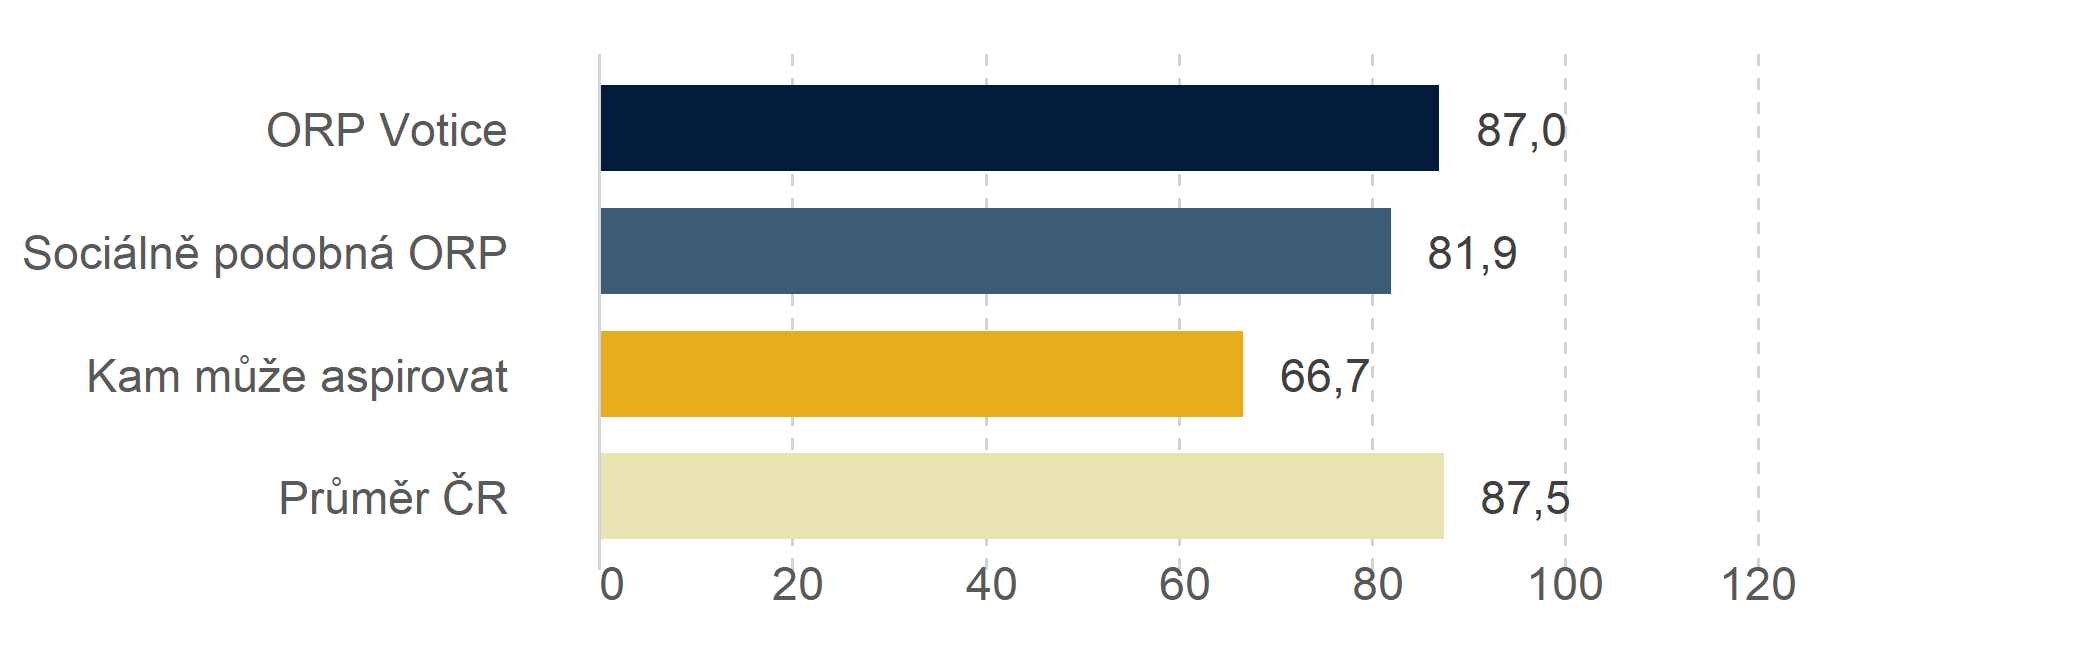 ORP Votice
87,0
Sociálně podobná ORP
81,9
Kam může aspirovat
66,7
Průměr ČR
87,5
0 20 40 60 80 100 120